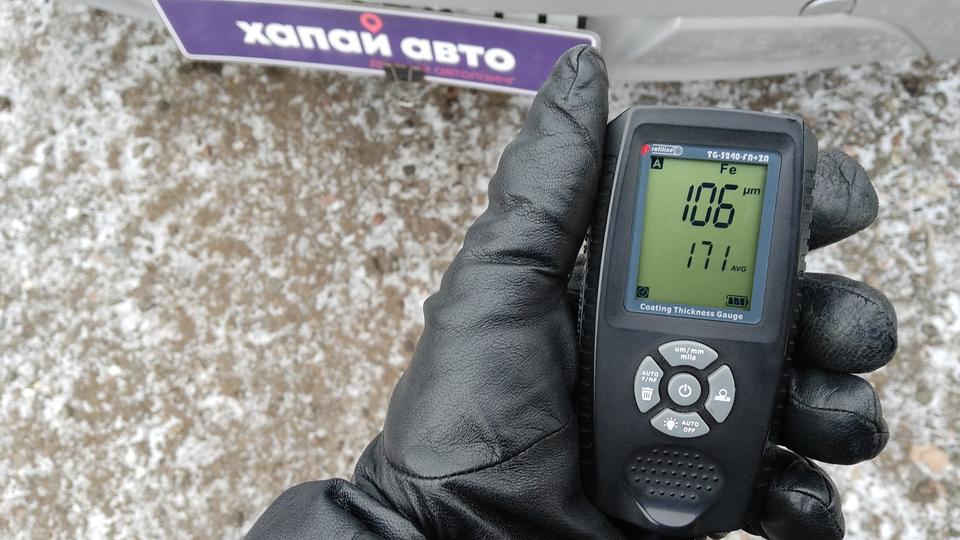 хапай авто
TG-3240-FN+ZN
A
Fe
106 µm
171 AVG
Coating Thickness Gauge
um/mm
mils
AUTO
F/NF
AUTO
OFF